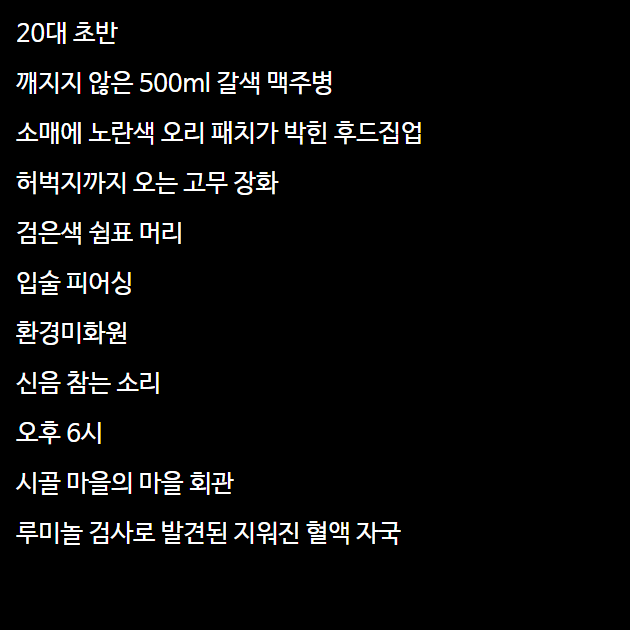 20대 초반
깨지지 않은 500ml 갈색 맥주병
소매에 노란색 오리 패치가 박힌 후드집업
허벅지까지 오는 고무 장화
검은색 쉼표 머리
입술 피어싱
환경미화원
신음 참는 소리
오후 6시
시골 마을의 마을 회관
루미놀 검사로 발견된 지워진 혈액 자국